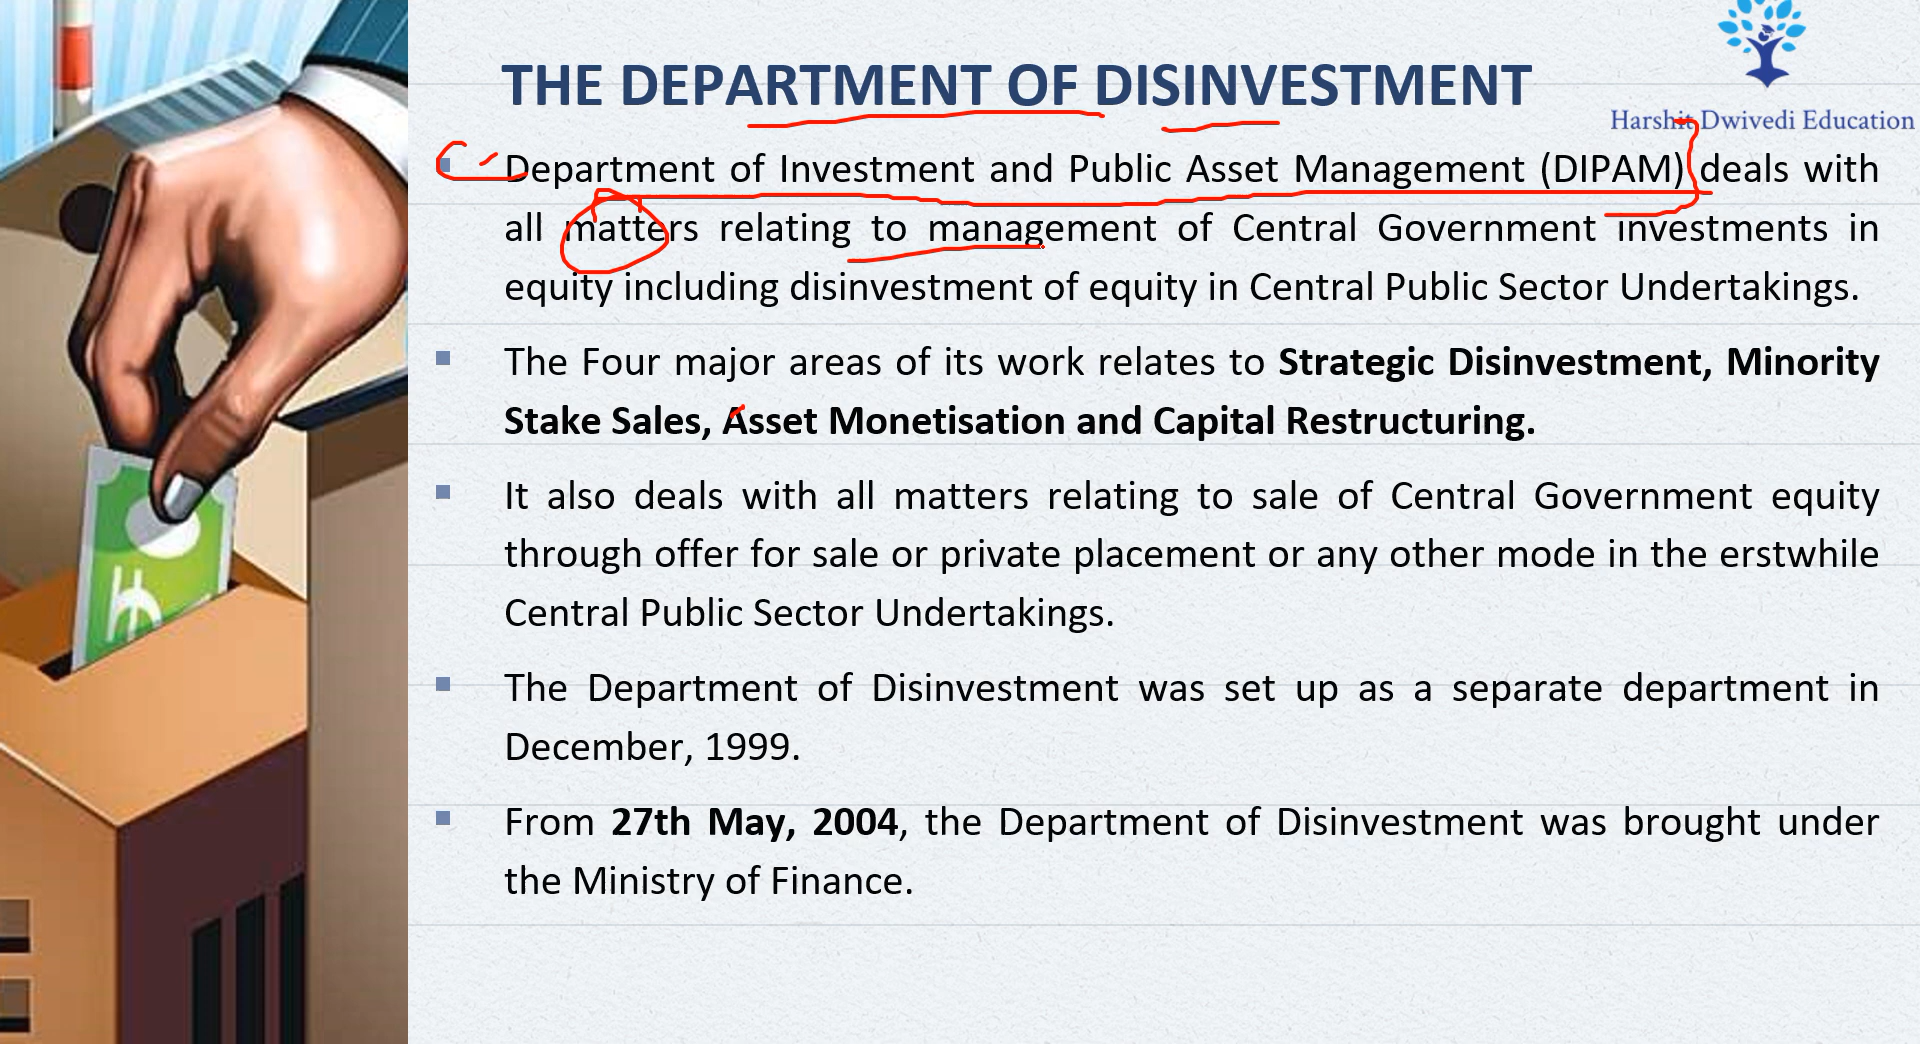 THE DEPARTMENT OF DISINVESTMENT
Harshit Dwivedi Education
Department of Investment and Public Asset Management (DIPAM) deals with
all matters relating to management of Central Government investments in
equity including disinvestment of equity in Central Public Sector Undertakings.
The Four major areas of its work relates to Strategic Disinvestment, Minority
Stake Sales, Asset Monetisation and Capital Restructuring.
It also deals with all matters relating to sale of Central Government equity
through offer for sale or private placement or any other mode in the erstwhile
Central Public Sector Undertakings.
The Department of Disinvestment was set up as a separate department in
December, 1999.
From 27th May, 2004, the Department of Disinvestment was brought under
the Ministry of Finance.